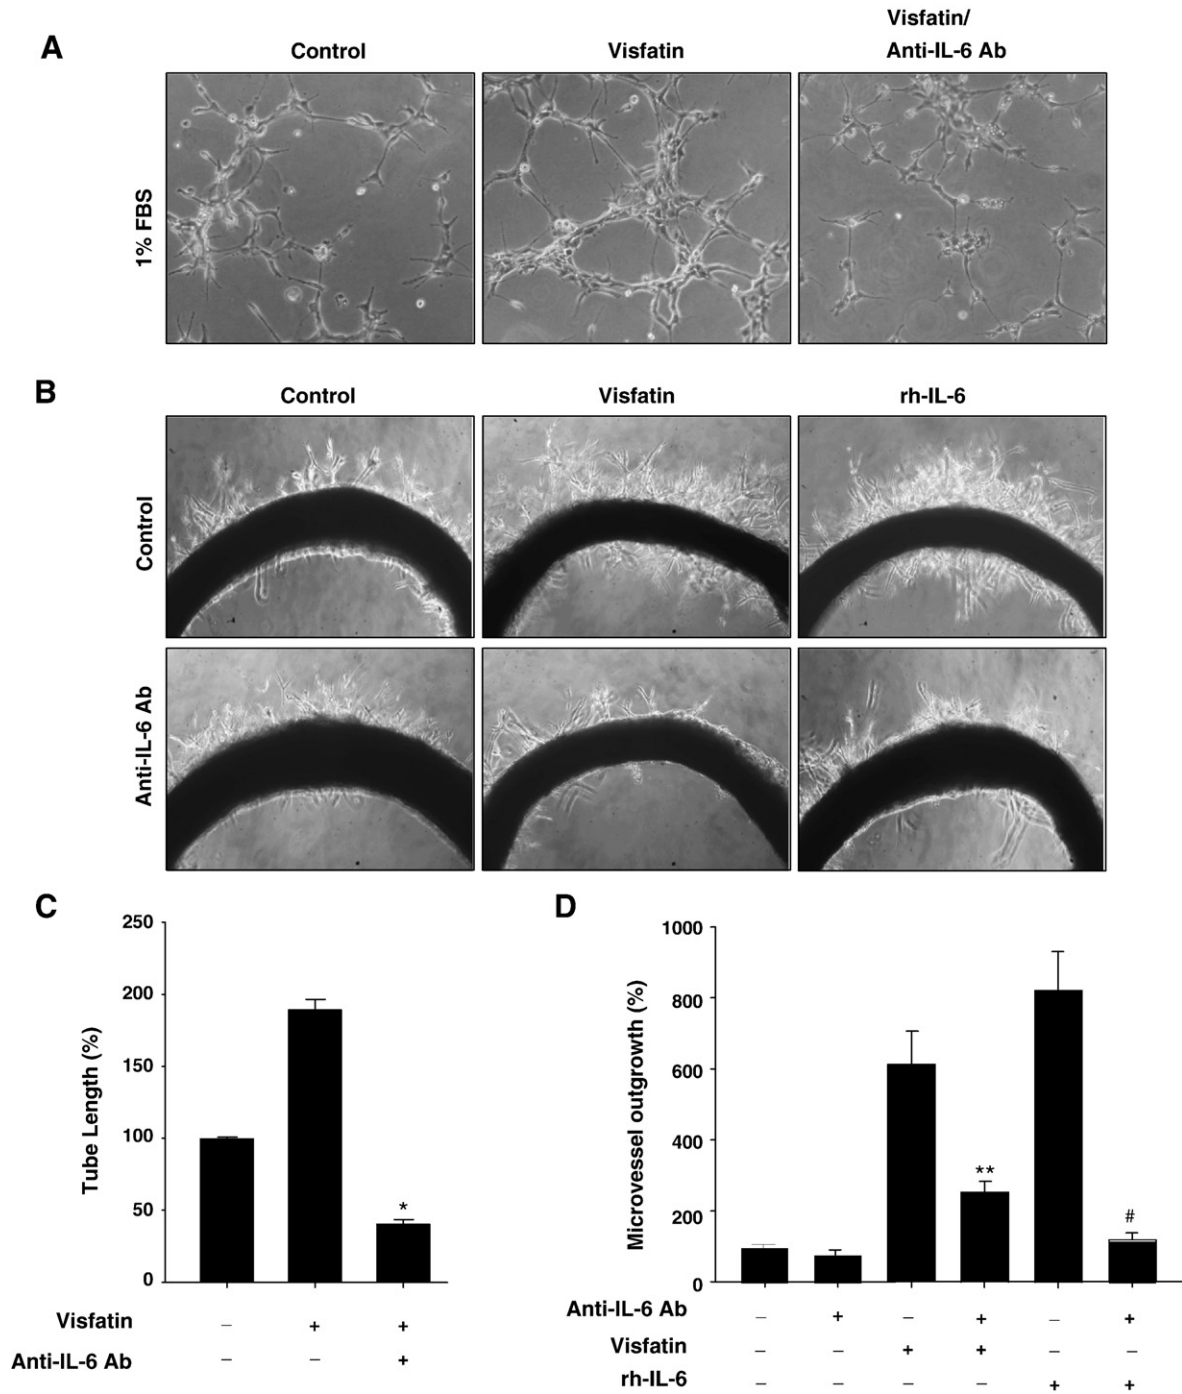 A
Control
Visfatin
Visfatin/
Anti-IL-6 Ab
1% FBS
B
Control
Visfatin
rh-IL-6
Control
Anti-IL-6 Ab
C
250
200
150
100
50
0
Tube Length (%)
*
Visfatin – + +
Anti-IL-6 Ab – – +
D
1000
800
600
400
200
0
Microvessel outgrowth (%)
**
#
Anti-IL-6 Ab – + – + – +
Visfatin – – + + – –
rh-IL-6 – – – – + +